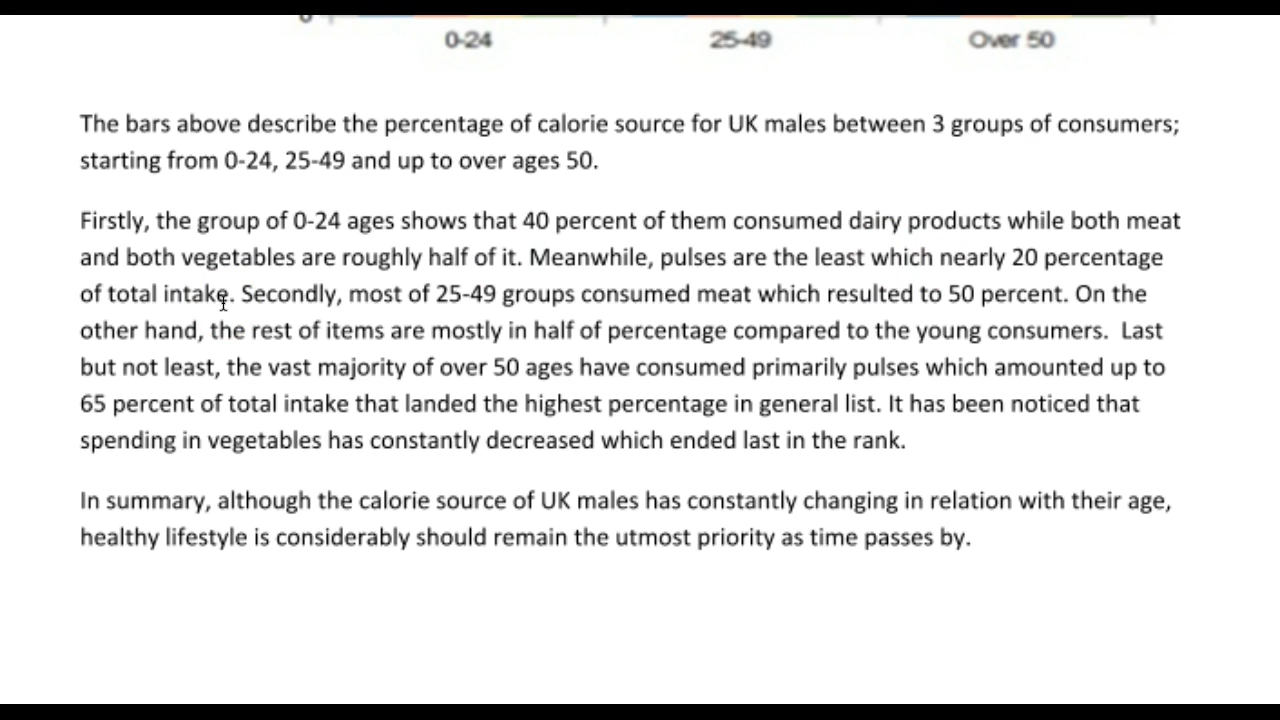 0
0-24 25-49 Over 50
The bars above describe the percentage of calorie source for UK males between 3 groups of consumers;
starting from 0-24, 25-49 and up to over ages 50.
Firstly, the group of 0-24 ages shows that 40 percent of them consumed dairy products while both meat
and both vegetables are roughly half of it. Meanwhile, pulses are the least which nearly 20 percentage
of total intake. Secondly, most of 25-49 groups consumed meat which resulted to 50 percent. On the
other hand, the rest of items are mostly in half of percentage compared to the young consumers.  Last
but not least, the vast majority of over 50 ages have consumed primarily pulses which amounted up to
65 percent of total intake that landed the highest percentage in general list. It has been noticed that
spending in vegetables has constantly decreased which ended last in the rank.
In summary, although the calorie source of UK males has constantly changing in relation with their age,
healthy lifestyle is considerably should remain the utmost priority as time passes by.